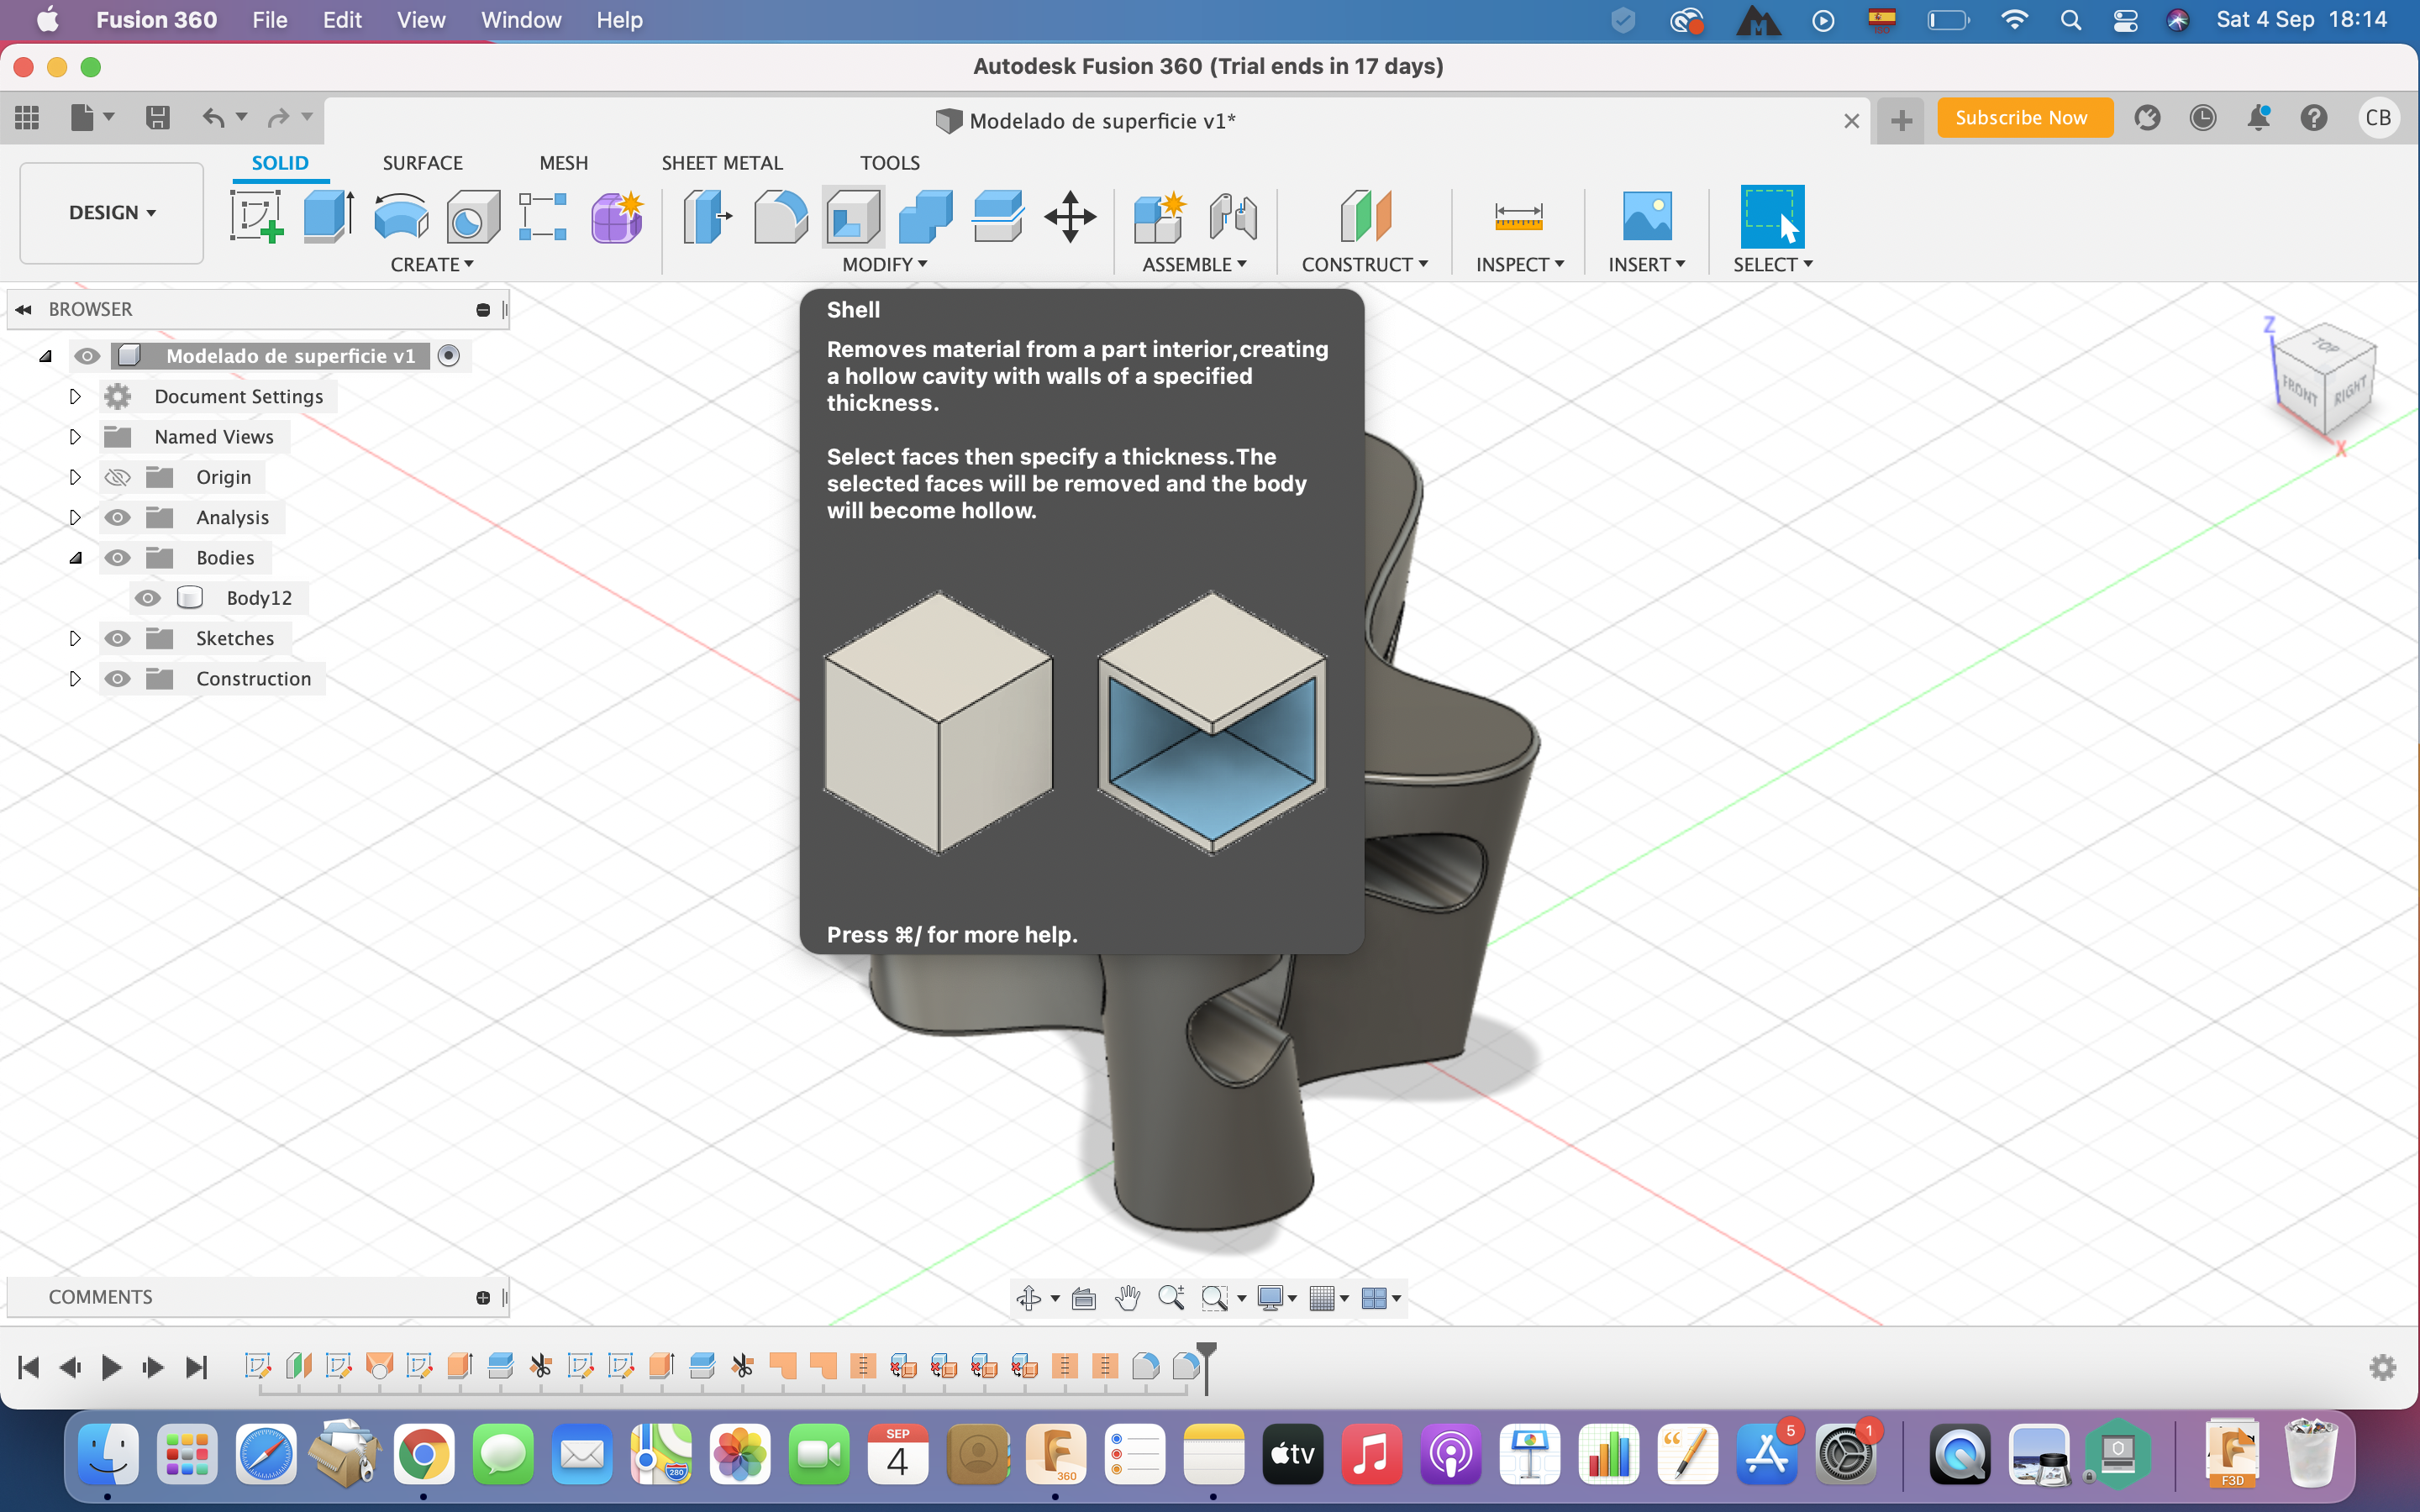 Fusion 360 File Edit View Window Help
ISO
Sat 4 Sep 18:14
Autodesk Fusion 360 (Trial ends in 17 days)
Modelado de superficie v1*
Subscribe Now
CB
DESIGN
SOLID SURFACE MESH SHEET METAL TOOLS
CREATE MODIFY ASSEMBLE CONSTRUCT INSPECT INSERT SELECT
BROWSER
Modelado de superficie v1
Document Settings
Named Views
Origin
Analysis
Bodies
Body12
Sketches
Construction
Shell
Removes material from a part interior,creating
a hollow cavity with walls of a specified
thickness.
Select faces then specify a thickness.The
selected faces will be removed and the body
will become hollow.
Press ⌘/ for more help.
Z
TOP
FRONT
RIGHT
X
COMMENTS
280
SEP
4
360
tv
5
1
F3D